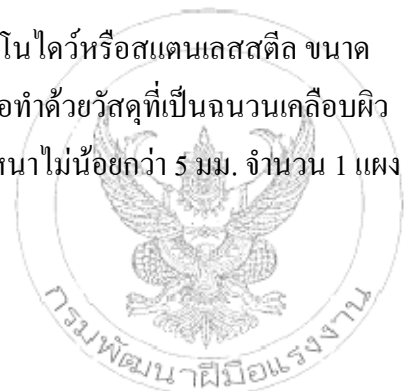 โนไดว์หรือสแตนเลสสตีล ขนาด
อทำด้วยวัสดุที่เป็นฉนวนเคลือบผิว
หนาไม่น้อยกว่า 5 มม. จำนวน 1 แผง
กรมพัฒนาฝีมือแรงงาน